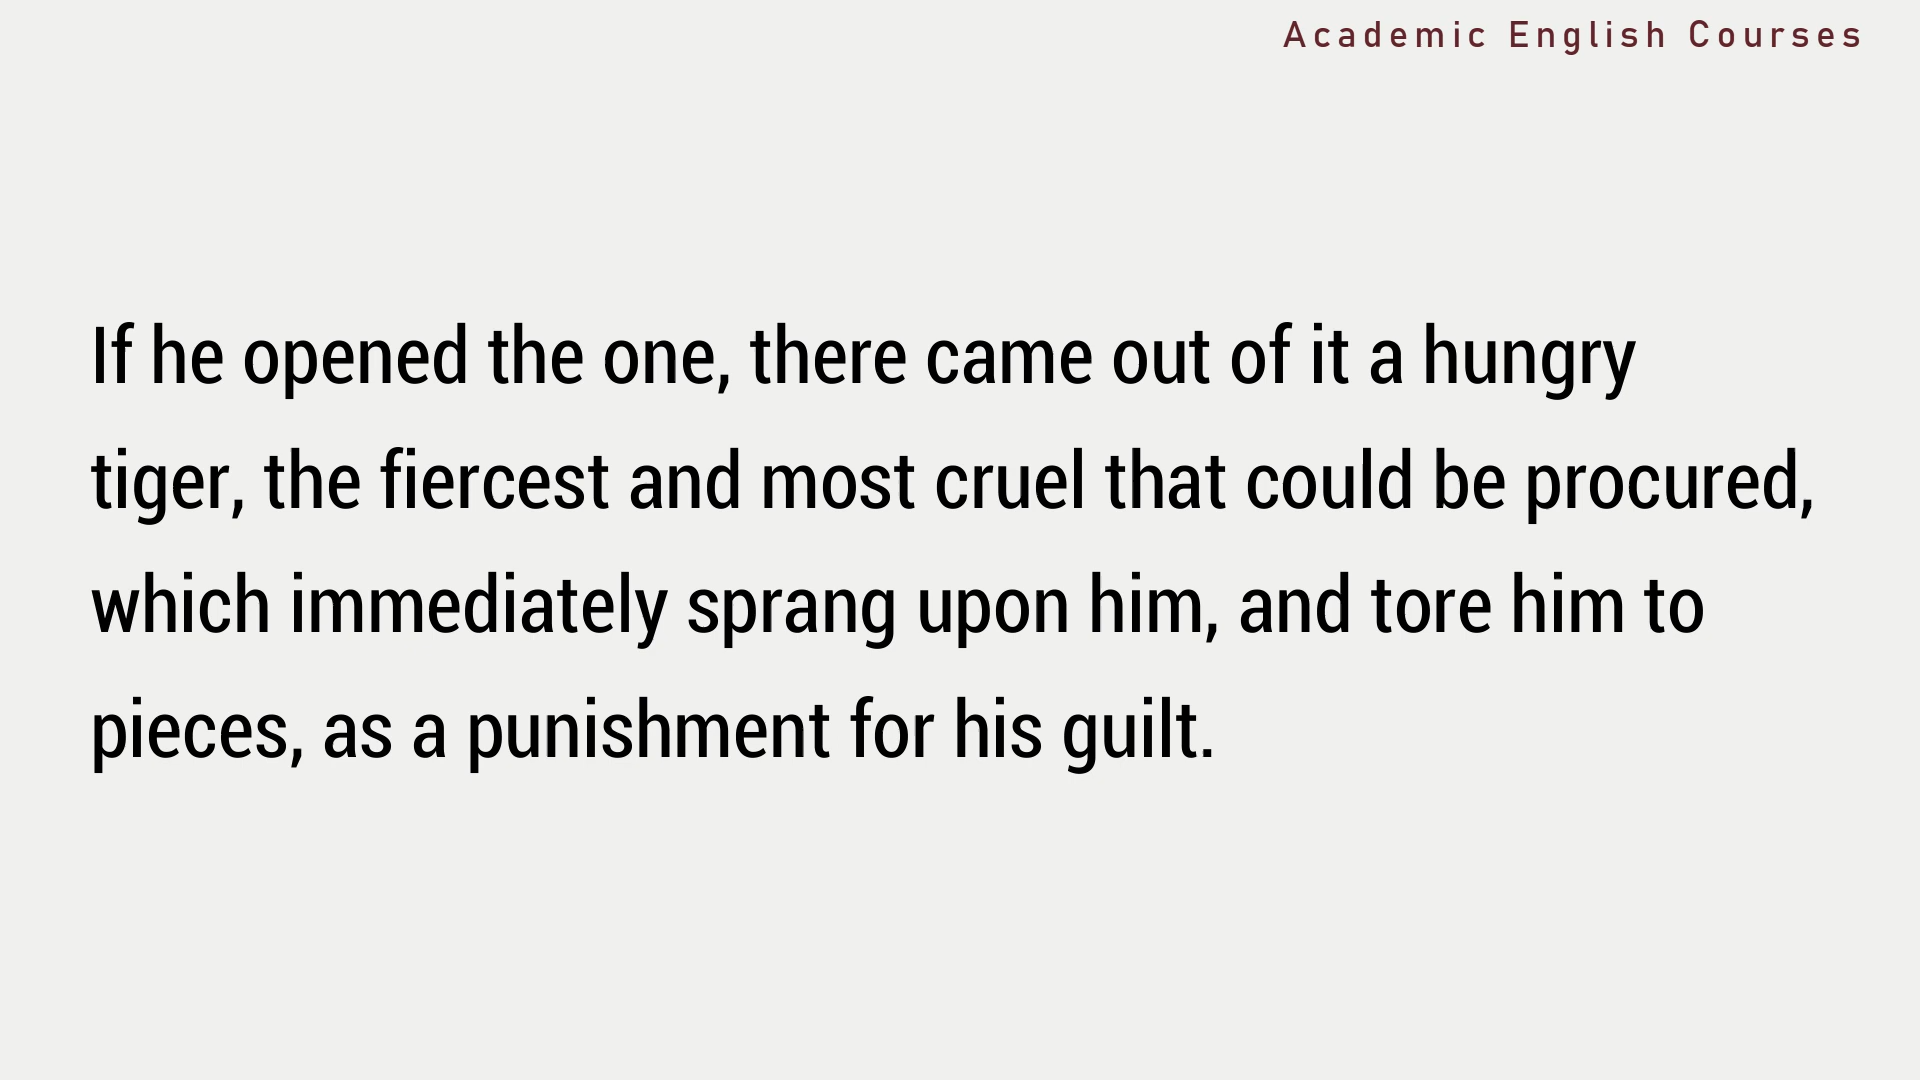 Academic English Courses
If he opened the one, there came out of it a hungry
tiger, the fiercest and most cruel that could be procured,
which immediately sprang upon him, and tore him to
pieces, as a punishment for his guilt.